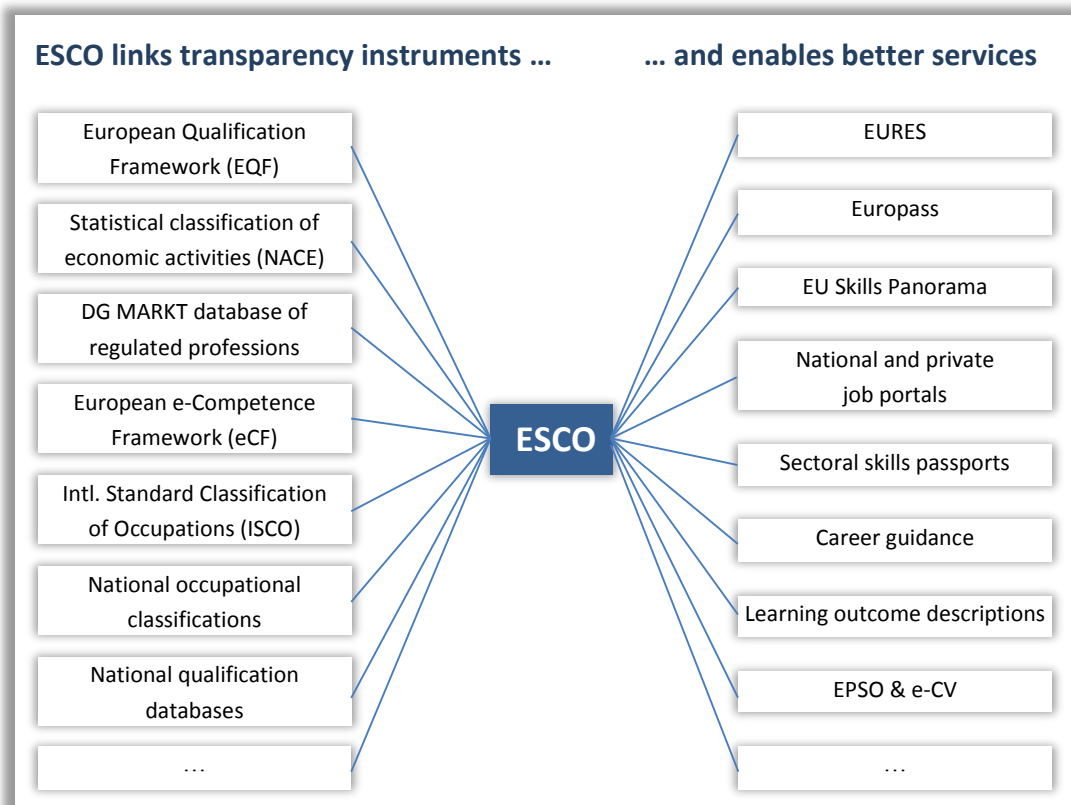 ESCO links transparency instruments …
… and enables better services
European Qualification
Framework (EQF)
Statistical classification of
economic activities (NACE)
DG MARKT database of
regulated professions
European e-Competence
Framework (eCF)
Intl. Standard Classification
of Occupations (ISCO)
National occupational
classifications
National qualification
databases
…
ESCO
EURES
Europass
EU Skills Panorama
National and private
job portals
Sectoral skills passports
Career guidance
Learning outcome descriptions
EPSO & e-CV
…